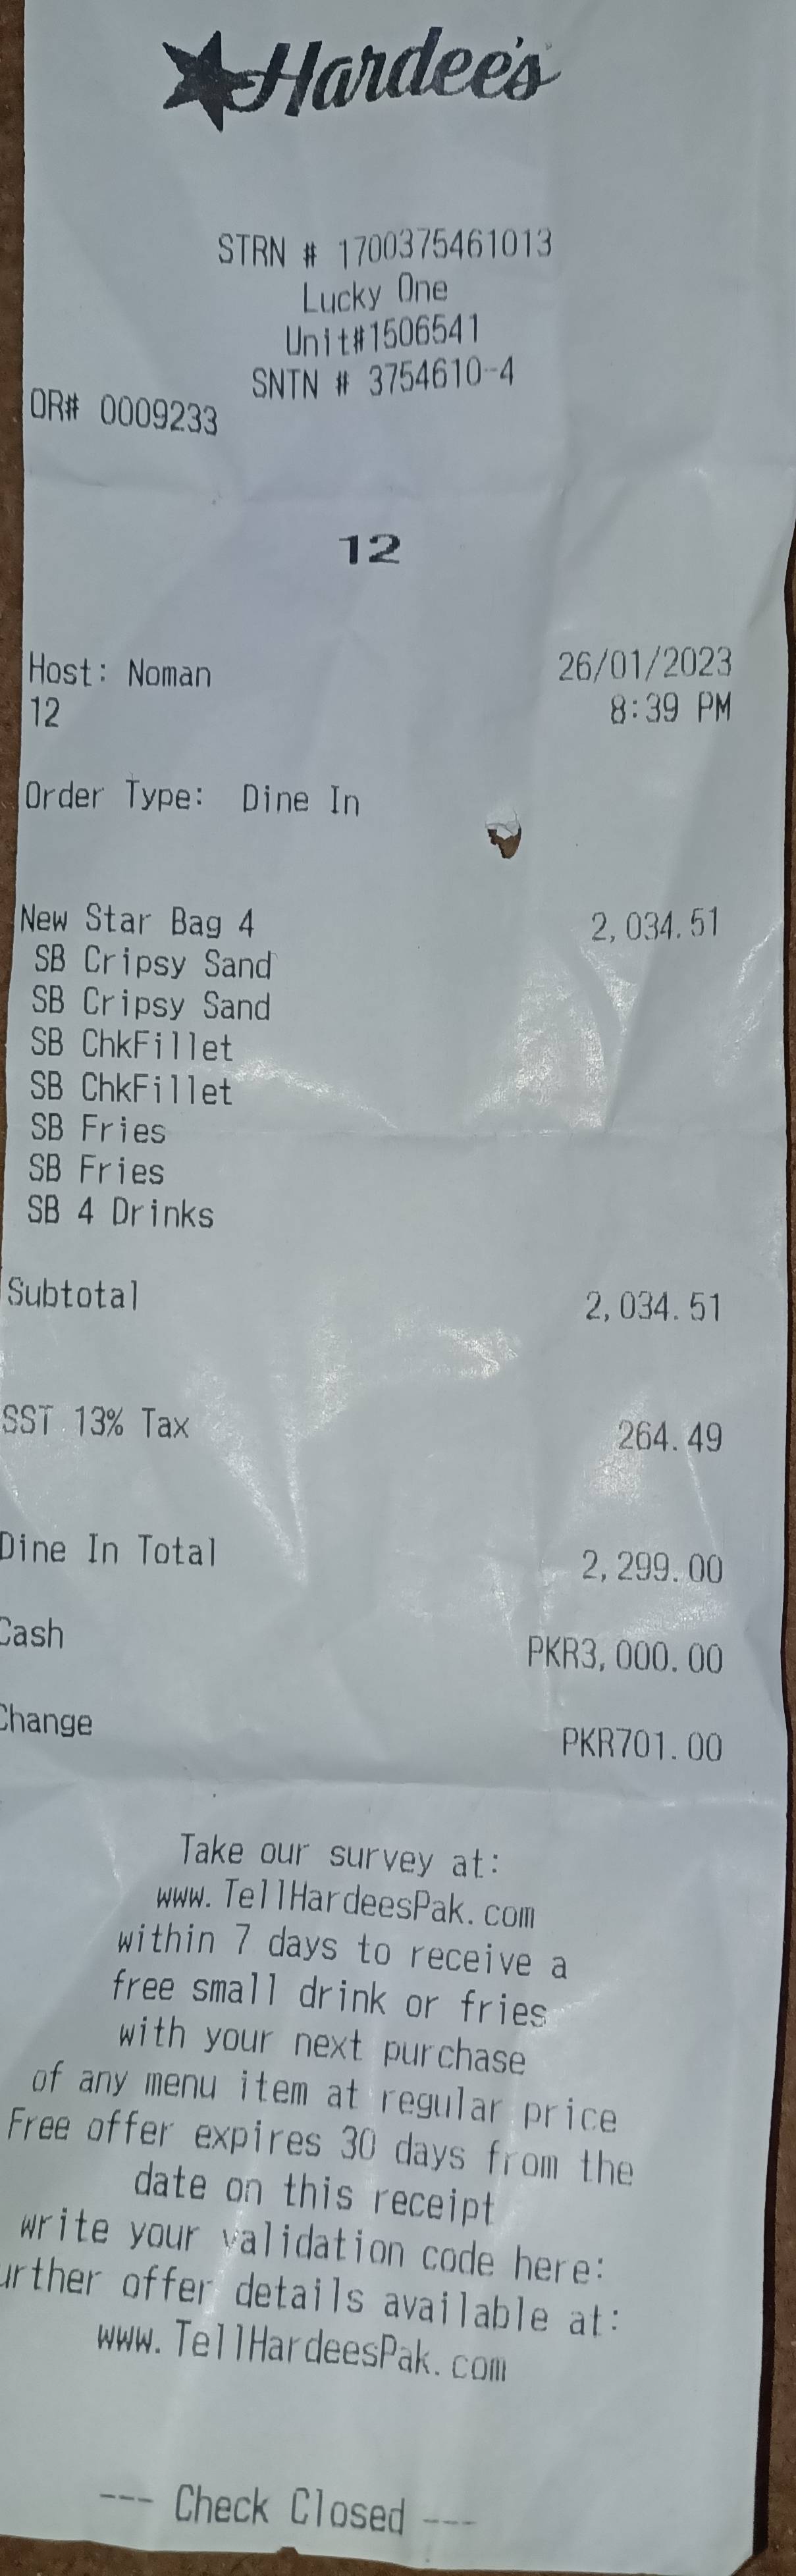 Hardee's
STRN # 1700375461013
Lucky One
Unit#1506541
SNTN # 3754610-4
OR# 0009233
12
Host: Noman 26/01/2023
12 8:39 PM
Order Type: Dine In
New Star Bag 4 2,034.51
SB Cripsy Sand
SB Cripsy Sand
SB ChkFillet
SB ChkFillet
SB Fries
SB Fries
SB 4 Drinks
Subtotal 2,034.51
SST 13% Tax 264.49
Dine In Total 2,299.00
Cash PKR3,000.00
Change PKR701.00
Take our survey at:
www.TellHardeesPak.com
within 7 days to receive a
free small drink or fries
with your next purchase
of any menu item at regular price
Free offer expires 30 days from the
date on this receipt
write your validation code here:
urther offer details available at:
www.TellHardeesPak.com
--- Check Closed ---